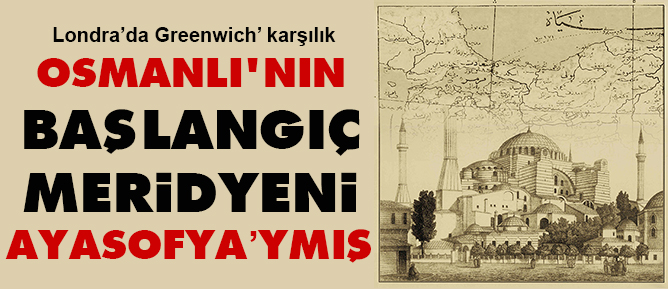 Londra’da Greenwich’ karşılık
OSMANLI'NIN
BAŞLANGIÇ
MERİDYENİ
AYASOFYA’YMIŞ